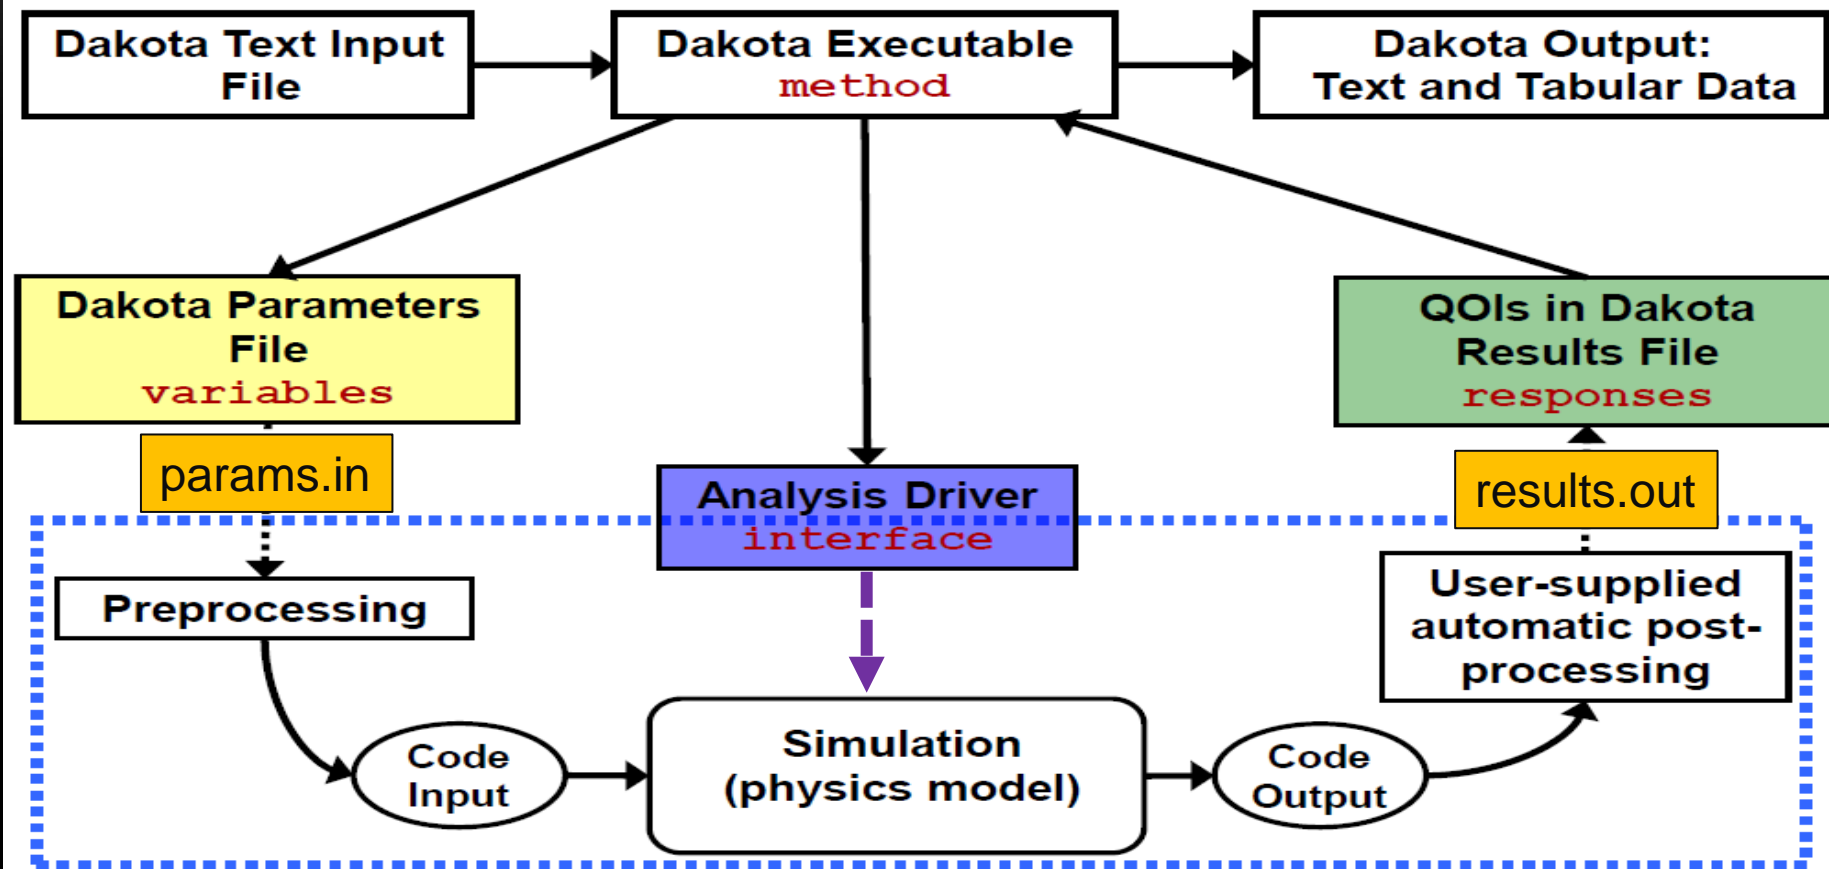 Dakota Text Input
File
Dakota Executable
method
Dakota Output:
Text and Tabular Data
Dakota Parameters
File
variables
QOIs in Dakota
Results File
responses
params.in
Analysis Driver
interface
results.out
Preprocessing
User-supplied
automatic post-
processing
Code
Input
Simulation
(physics model)
Code
Output